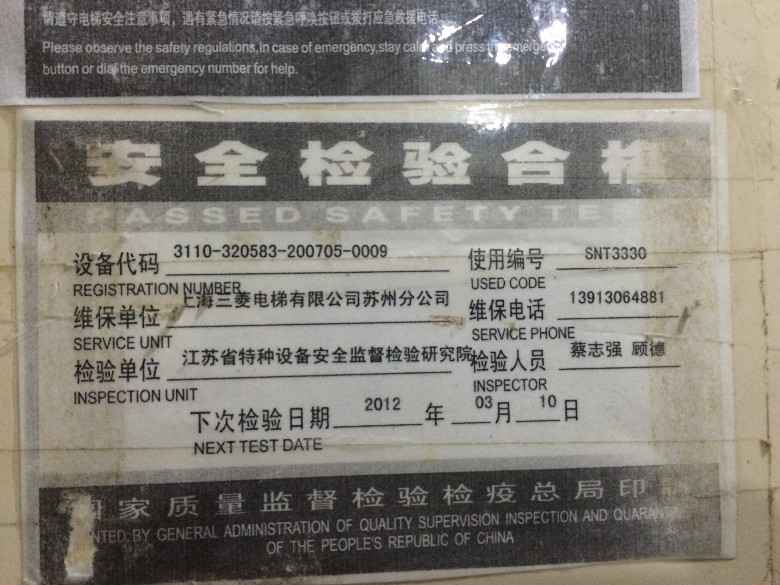 请遵守电梯安全注意事项，遇有紧急情况请按紧急呼唤按钮或拨打应急救援电话
Please observe the safety regulations,In case of emergency,stay calm and press the emergency
button or dial the emergency number for help.
安全检验合格
PASSED SAFETY TES
设备代码 3110-320583-200705-0009 使用编号 SNT3330
REGISTRATION NUMBER USED CODE
维保单位 上海三菱电梯有限公司苏州分公司 维保电话 13913064881
SERVICE UNIT SERVICE PHONE
检验单位 江苏省特种设备安全监督检验研究院 检验人员 蔡志强 顾德
INSPECTION UNIT INSPECTOR
下次检验日期 2012 年 03 月 10 日
NEXT TEST DATE
国家质量监督检验检疫总局印制
NTED BY GENERAL ADMINISTRATION OF QUALITY SUPERVISION INSPECTION AND QUARANT
OF THE PEOPLE'S REPUBLIC OF CHINA